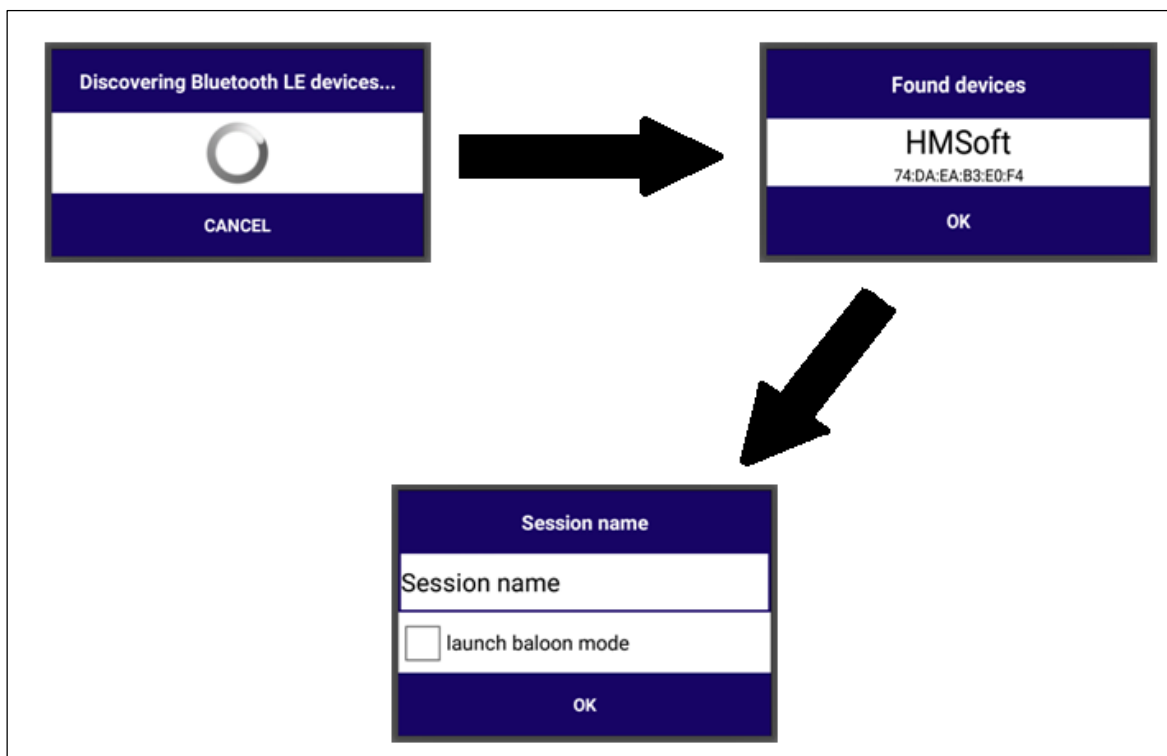 Discovering Bluetooth LE devices...
CANCEL
Found devices
HMSoft
74:DA:EA:B3:E0:F4
OK
Session name
Session name
launch baloon mode
OK